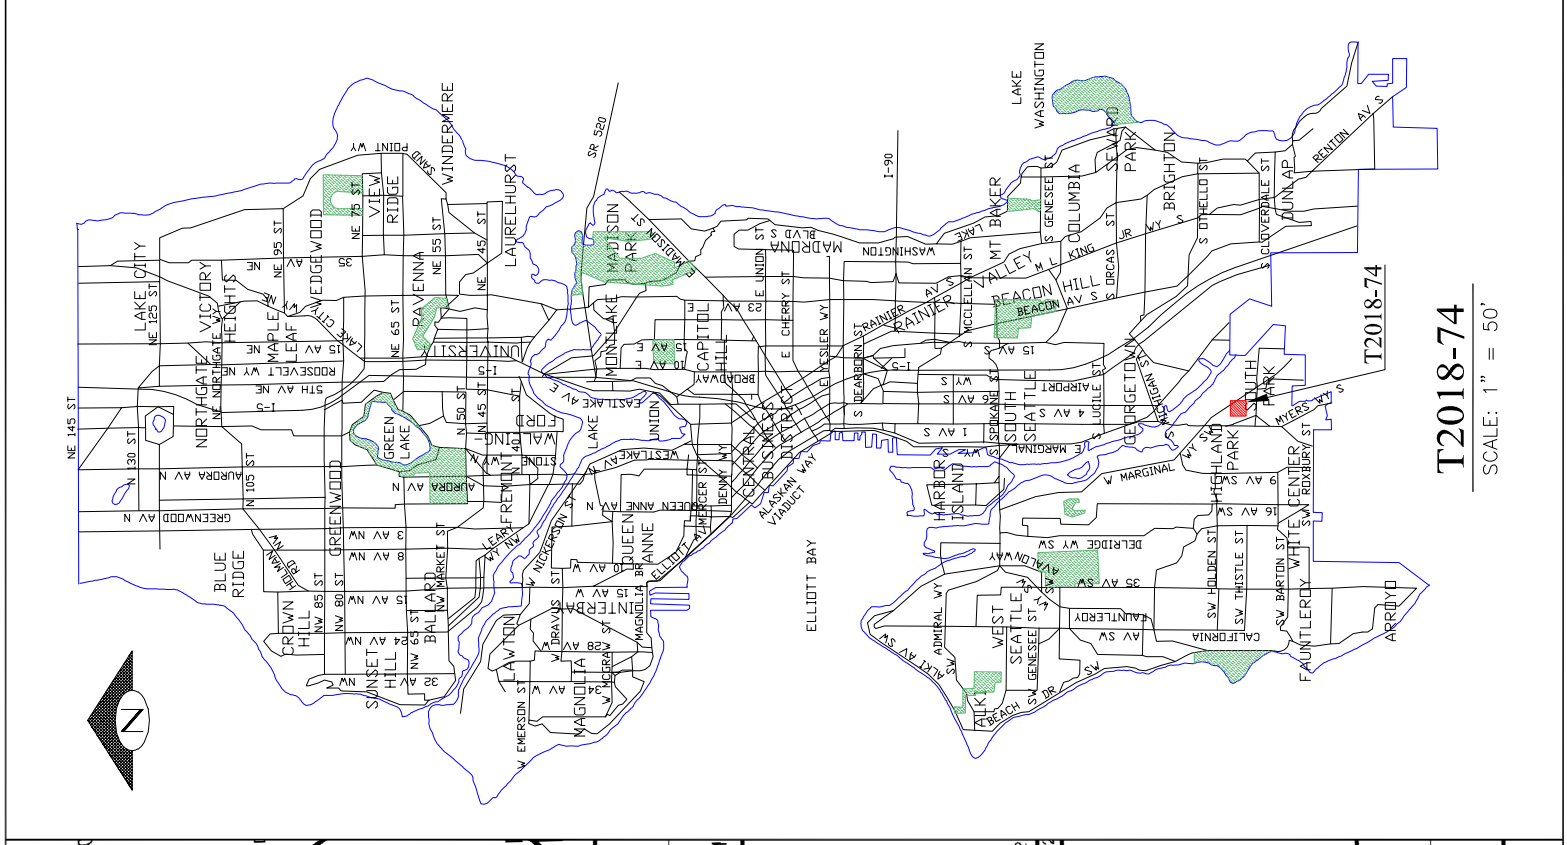 LAKE CITY
NE 145 ST
NE 125 ST
N 130 ST
VICTORY
HEIGHTS
NORTHGATE
NE NORTHGATE WY
MAPLE
LEAF
LAKE CITY WY NE
NE 95 ST
WEDGEWOOD
35 AV NE
15 AV NE
ROOSEVELT WY NE
5TH AV NE
I-5
N 105 ST
AURORA AV N
GREENWOOD AV N
GREENWOOD
BLUE
RIDGE
HOLMAN
RD NW
CROWN
HILL
NW 85 ST
NW 80 ST
3 AV NW
8 AV NW
15 AV NW
24 AV NW
32 AV NW
SUNSET
HILL
NW 65 ST
BALLARD
NW MARKET ST
LEARY
WY NW
FREMONT
POINT WY
SAND
WINDERMERE
VIEW
RIDGE
NE 75 ST
NE 65 ST
RAVENNA
NE 55 ST
NE 45 ST
LAURELHURST
UNIVERSITY
I-5
GREEN
LAKE
N 50 ST
N 45 ST
N 40 ST
WALLING
FORD
STONE WY N
AURORA AV N
SR 520
MADISON
PARK
E MADISON ST
MONTLAKE
E
23 AV E
15 AV E
10 AV E
CAPITOL
HILL
BROADWAY
EASTLAKE AV E
LAKE
UNION
WESTLAKE AV N
W NICKERSON ST
QUEEN ANNE AV N
QUEEN
ANNE
MERCER ST
DENNY WY
ELLIOTT AV
10 AV W
15 AV W
INTERBAY
MAGNOLIA BR
W DRAVUS ST
LAWTON
28 AV W
W MCGRAW ST
34 AV W
MAGNOLIA
W EMERSON ST
MADRONA
BLVD S
WASHINGTON
LAKE
E UNION ST
E CHERRY ST
E YESLER WY
CENTRAL
BUSINESS
DISTRICT
ALASKAN WAY
VIADUCT
ELLIOTT BAY
S DEARBORN ST
I-90
LAKE
WASHINGTON
MT BAKER
S GENESEE ST
COLUMBIA
SEWARD
PARK
BRIGHTON
RAINIER AV S
RAINIER VALLEY
M L KING JR WY S
S MCCLELLAN ST
BEACON HILL
BEACON AV S
S ORCAS ST
S OTHELLO ST
S CLOVERDALE ST
DUNLAP
RENTON AV S
15 AV S
I-5
AIRPORT WY S
6 AV S
4 AV S
1 AV S
S SPOKANE ST
SOUTH
SEATTLE
S LUCILE ST
GEORGETOWN
S MICHIGAN ST
E MARGINAL WY S
W MARGINAL WY SW
HARBOR
ISLAND
HIGHLAND
PARK
SOUTH
PARK
MYERS WY S
9 AV SW
16 AV SW
SW ROXBURY ST
WHITE CENTER
DELRIDGE WY SW
AVALON WAY
35 AV SW
SW HOLDEN ST
SW THISTLE ST
SW BARTON ST
FAUNTLEROY WY SW
CALIFORNIA AV SW
FAUNTLEROY
ARROYO
ADMIRAL WY SW
ALKI AV SW
WEST
SEATTLE
SW GENESEE ST
ALKI
BEACH DR SW
T2018-74
T2018-74
SCALE: 1" = 50'
N